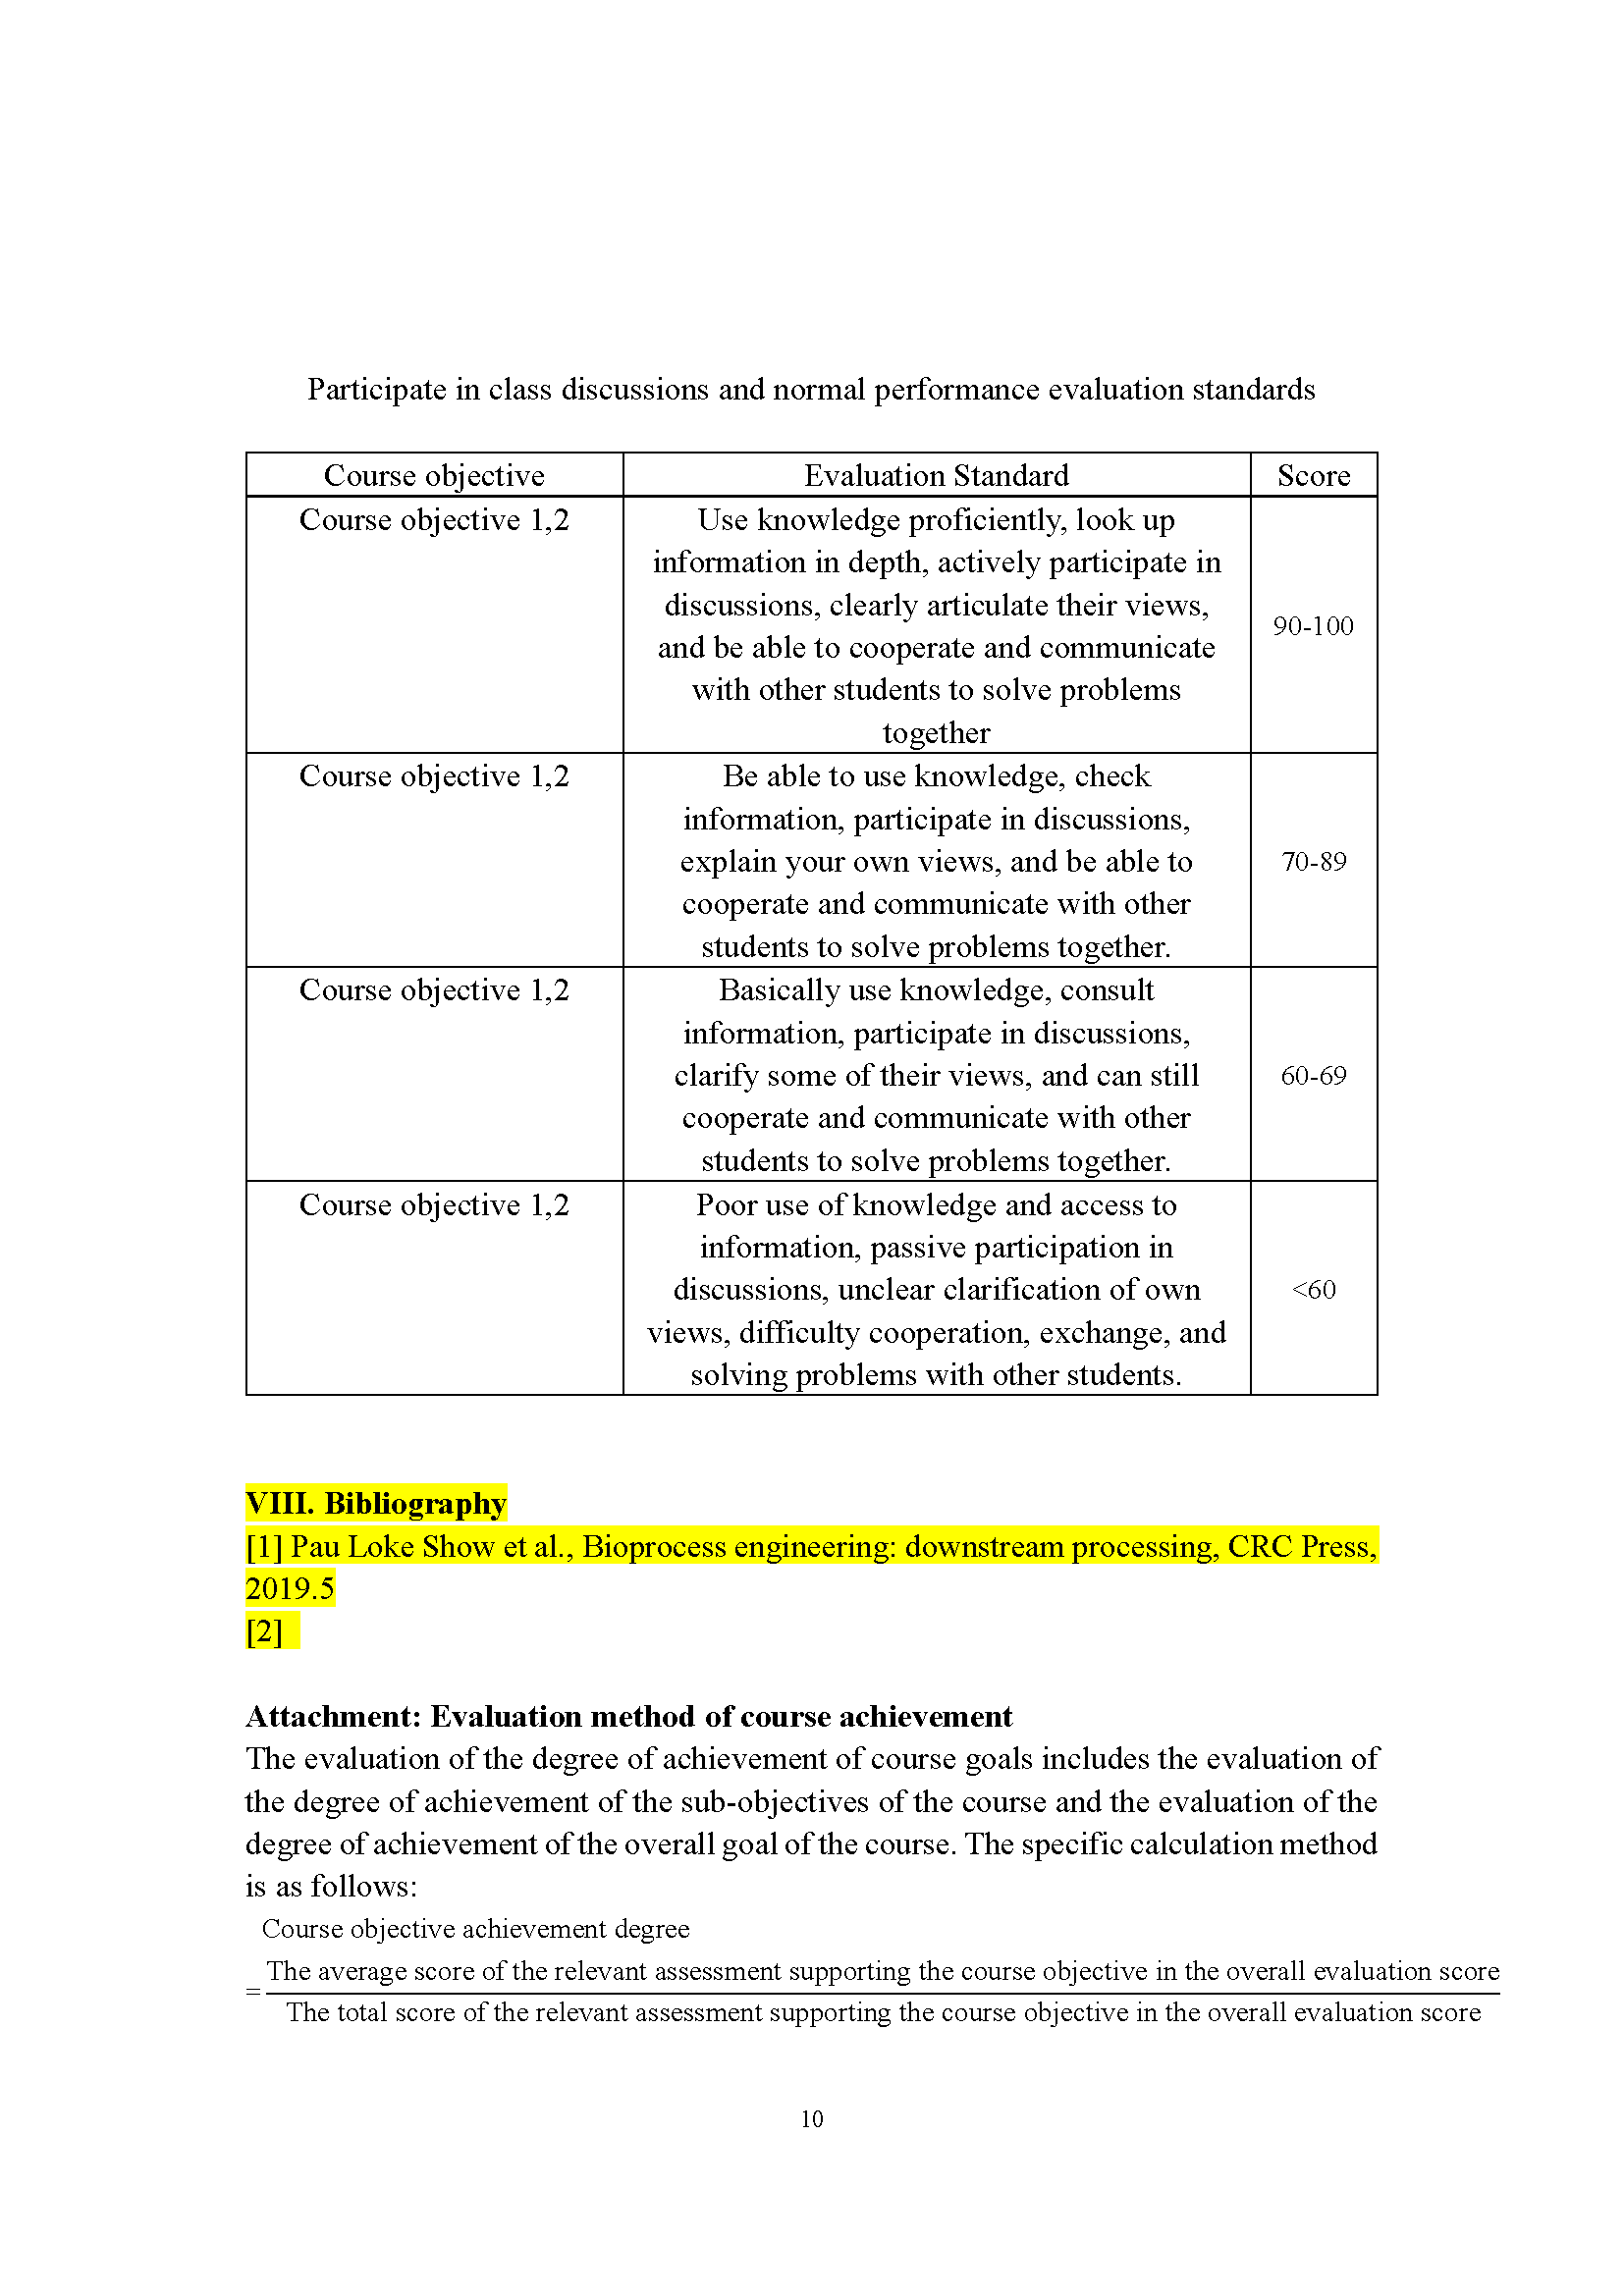 Participate in class discussions and normal performance evaluation standards
Course objective Evaluation Standard Score
Course objective 1,2
Use knowledge proficiently, look up
information in depth, actively participate in
discussions, clearly articulate their views,
and be able to cooperate and communicate
with other students to solve problems
together
90-100
Course objective 1,2
Be able to use knowledge, check
information, participate in discussions,
explain your own views, and be able to
cooperate and communicate with other
students to solve problems together.
70-89
Course objective 1,2
Basically use knowledge, consult
information, participate in discussions,
clarify some of their views, and can still
cooperate and communicate with other
students to solve problems together.
60-69
Course objective 1,2
Poor use of knowledge and access to
information, passive participation in
discussions, unclear clarification of own
views, difficulty cooperation, exchange, and
solving problems with other students.
<60
VIII. Bibliography
[1] Pau Loke Show et al., Bioprocess engineering: downstream processing, CRC Press,
2019.5
[2]
Attachment: Evaluation method of course achievement
The evaluation of the degree of achievement of course goals includes the evaluation of
the degree of achievement of the sub-objectives of the course and the evaluation of the
degree of achievement of the overall goal of the course. The specific calculation method
is as follows:
Course objective achievement degree
The average score of the relevant assessment supporting the course objective in the overall evaluation score
=
The total score of the relevant assessment supporting the course objective in the overall evaluation score
10